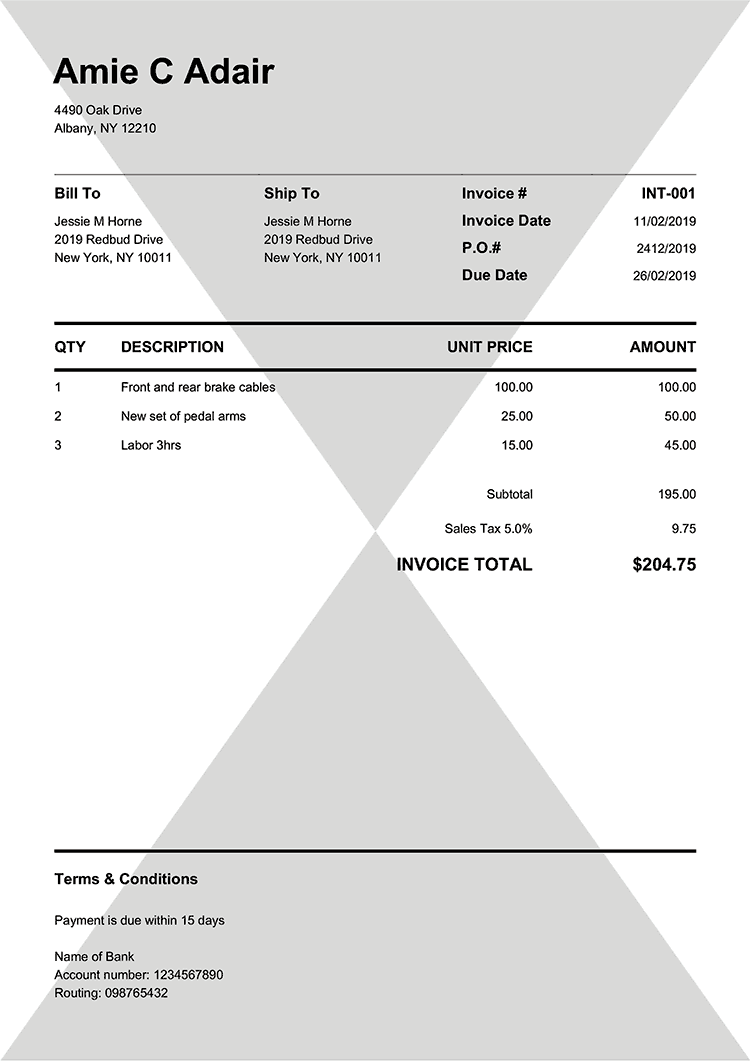 Amie C Adair
4490 Oak Drive
Albany, NY 12210
Bill To
Jessie M Horne
2019 Redbud Drive
New York, NY 10011
Ship To
Jessie M Horne
2019 Redbud Drive
New York, NY 10011
Invoice # INT-001
Invoice Date 11/02/2019
P.O.# 2412/2019
Due Date 26/02/2019
QTY DESCRIPTION UNIT PRICE AMOUNT
1 Front and rear brake cables 100.00 100.00
2 New set of pedal arms 25.00 50.00
3 Labor 3hrs 15.00 45.00
Subtotal 195.00
Sales Tax 5.0% 9.75
INVOICE TOTAL $204.75
Terms & Conditions
Payment is due within 15 days
Name of Bank
Account number: 1234567890
Routing: 098765432